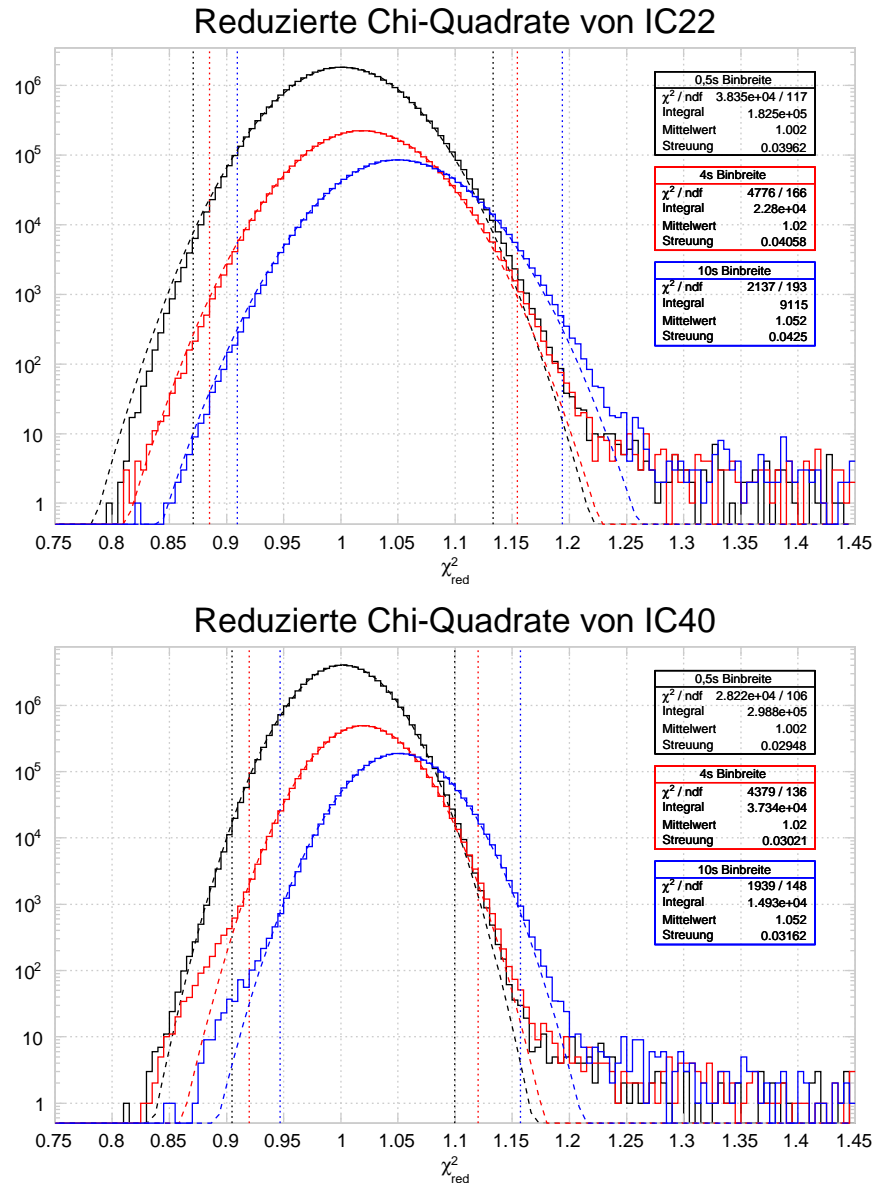 Reduzierte Chi-Quadrate von IC22
10^6
10^5
10^4
10^3
10^2
10
1
0.75 0.8 0.85 0.9 0.95 1 1.05 1.1 1.15 1.2 1.25 1.3 1.35 1.4 1.45
χ²red
0,5s Binbreite
χ² / ndf 3.835e+04 / 117
Integral 1.825e+05
Mittelwert 1.002
Streuung 0.03962
4s Binbreite
χ² / ndf 4776 / 166
Integral 2.28e+04
Mittelwert 1.02
Streuung 0.04058
10s Binbreite
χ² / ndf 2137 / 193
Integral 9115
Mittelwert 1.052
Streuung 0.0425
Reduzierte Chi-Quadrate von IC40
10^6
10^5
10^4
10^3
10^2
10
1
0.75 0.8 0.85 0.9 0.95 1 1.05 1.1 1.15 1.2 1.25 1.3 1.35 1.4 1.45
χ²red
0,5s Binbreite
χ² / ndf 2.822e+04 / 106
Integral 2.988e+05
Mittelwert 1.002
Streuung 0.02948
4s Binbreite
χ² / ndf 4379 / 136
Integral 3.734e+04
Mittelwert 1.02
Streuung 0.03021
10s Binbreite
χ² / ndf 1939 / 148
Integral 1.493e+04
Mittelwert 1.052
Streuung 0.03162